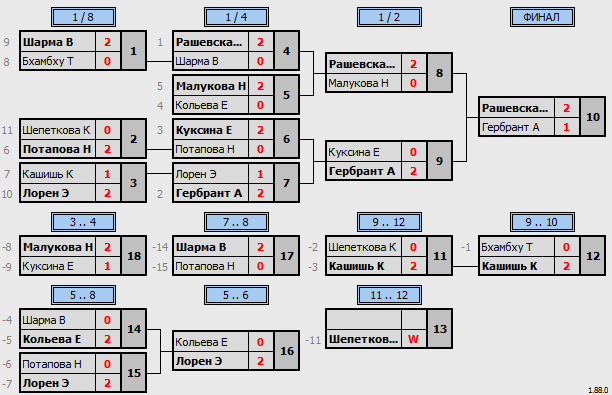 1 / 8 1 / 4 1 / 2 ФИНАЛ
9 Шарма В 2 1 1 Рашевска... 2 4
8 Бхамбху Т 0 Шарма В 0
Рашевска... 2 8
Малукова Н 0
5 Малукова Н 2 5
4 Кольева Е 0
Рашевска... 2 10
Гербрант А 1
11 Шепеткова К 0 2 3 Куксина Е 2 6
6 Потапова Н 2 Потапова Н 0
Куксина Е 0 9
Гербрант А 2
7 Кашишь К 1 3 Лорен Э 1 7
10 Лорен Э 2 2 Гербрант А 2
3 .. 4 7 .. 8 9 .. 12 9 .. 10
-8 Малукова Н 2 18 -14 Шарма В 2 17 -2 Шепеткова К 0 11 -1 Бхамбху Т 0 12
-9 Куксина Е 1 -15 Потапова Н 0 -3 Кашишь К 2 Кашишь К 2
5 .. 8 5 .. 6 11 .. 12
-4 Шарма В 0 14 13
-5 Кольева Е 2 -11 Шепетков... W
Кольева Е 0 16
Лорен Э 2
-6 Потапова Н 0 15
-7 Лорен Э 2
1.88.0